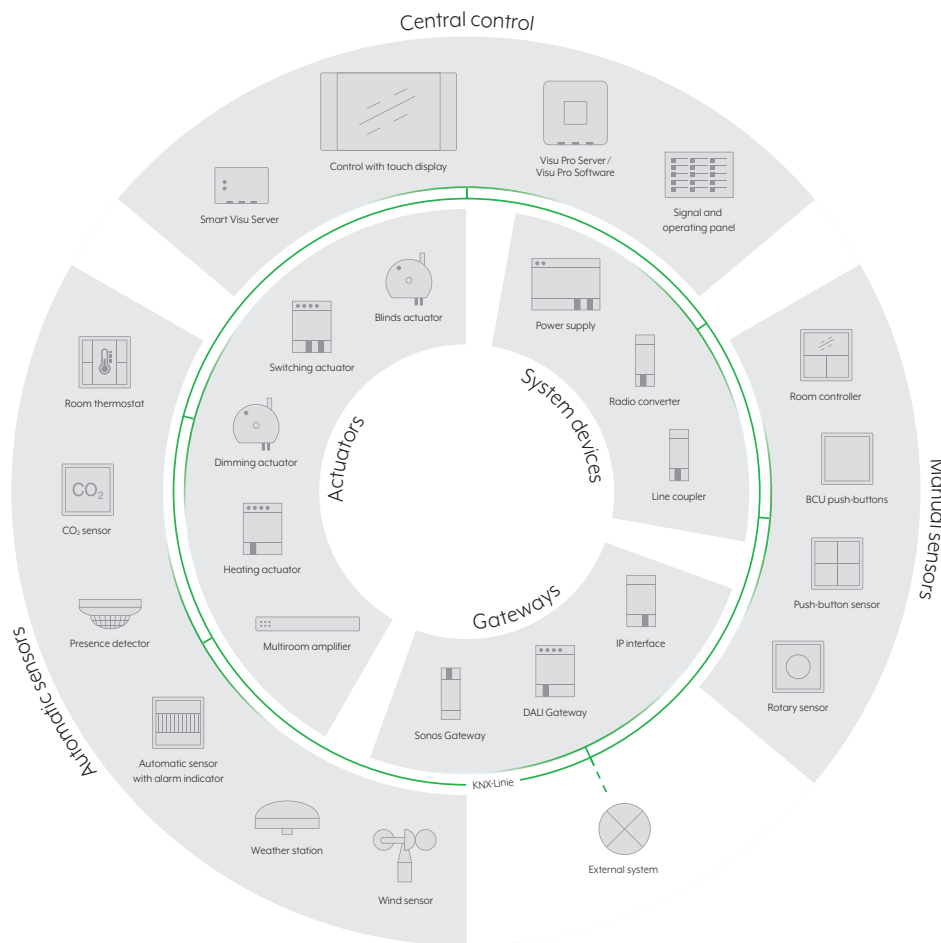 Central control
Control with touch display
Visu Pro Server /
Visu Pro Software
Smart Visu Server
Signal and
operating panel
Blinds actuator
Power supply
Switching actuator
Radio converter
Room thermostat
Room controller
Actuators
System devices
Dimming actuator
Line coupler
CO₂
CO₂ sensor
BCU push-buttons
Manual sensors
Heating actuator
Push-button sensor
Gateways
Presence detector
Multiroom amplifier
IP interface
Automatic sensors
Rotary sensor
DALI Gateway
Sonos Gateway
Automatic sensor
with alarm indicator
KNX-Linie
Weather station
External system
Wind sensor